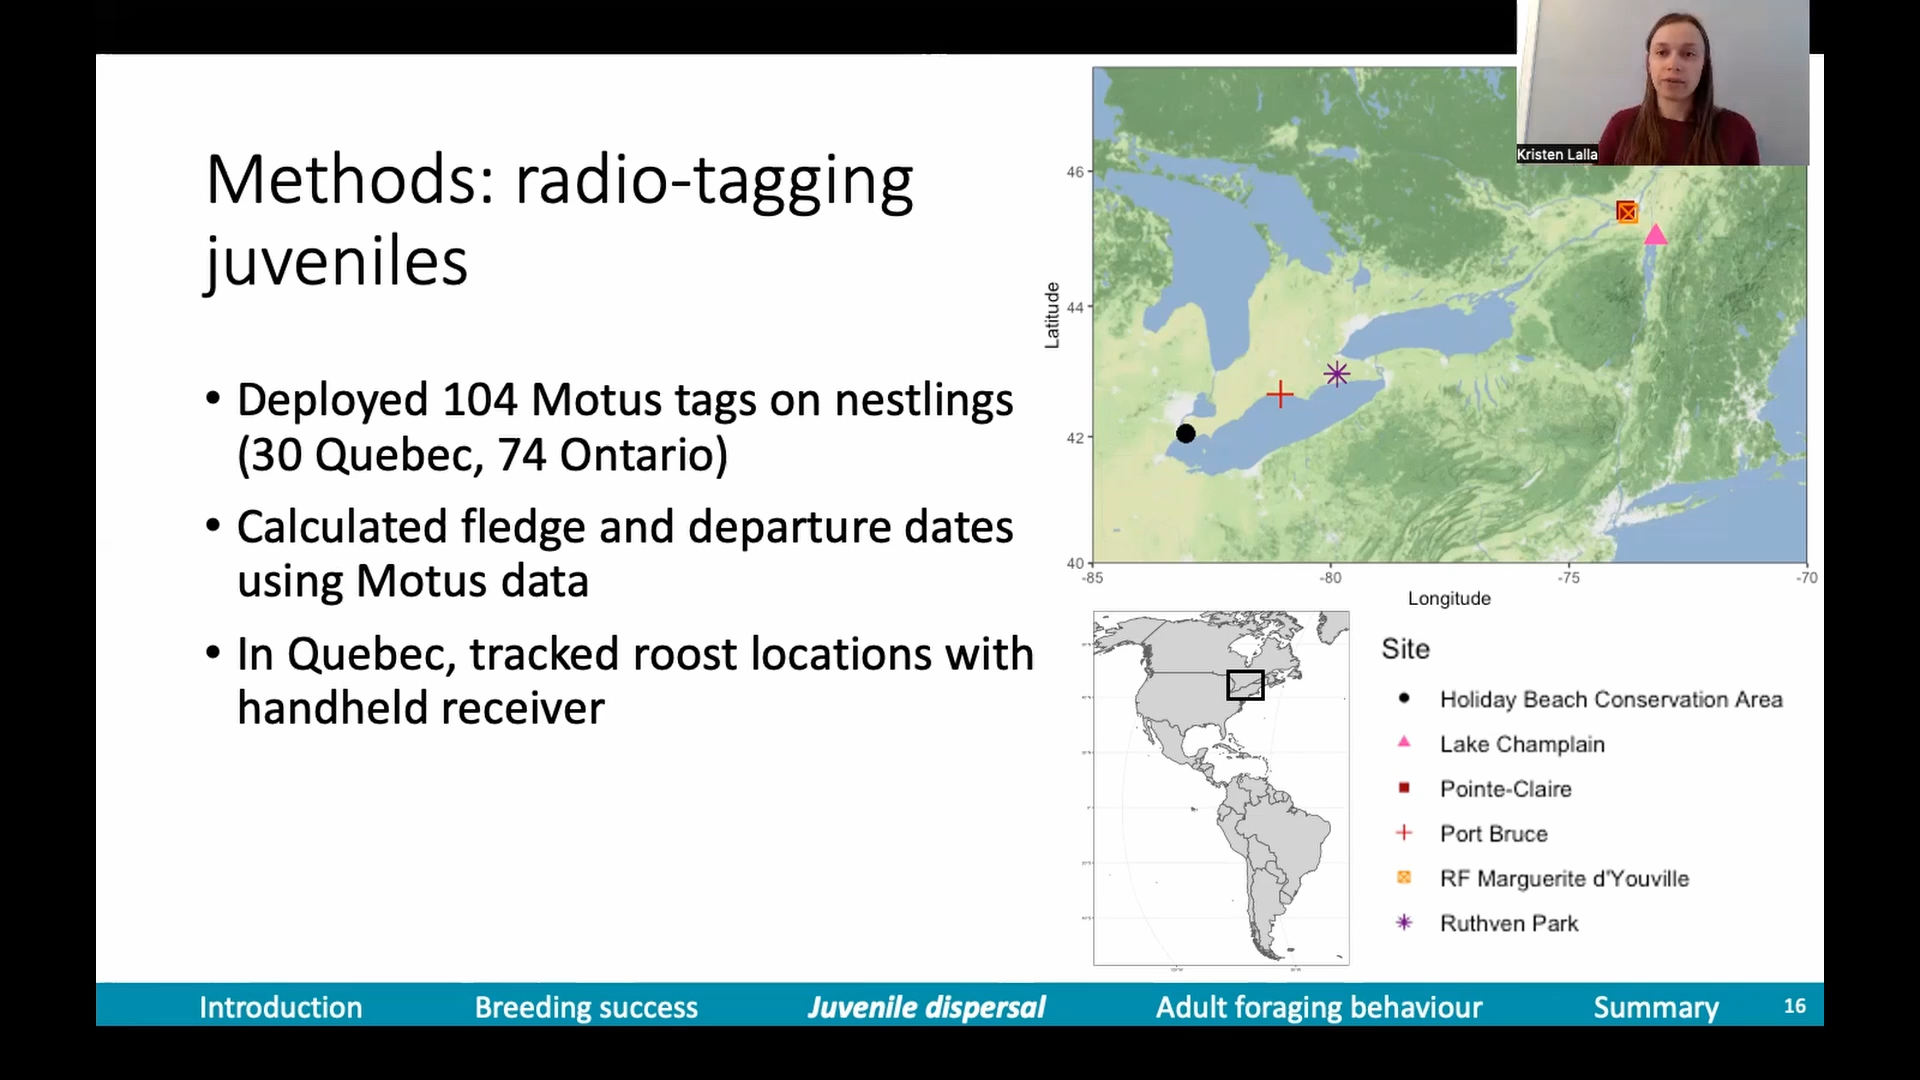 Kristen Lalla
Methods: radio-tagging
juveniles
• Deployed 104 Motus tags on nestlings
(30 Quebec, 74 Ontario)
• Calculated fledge and departure dates
using Motus data
• In Quebec, tracked roost locations with
handheld receiver
Latitude
46
44
42
40
-85
-80
-75
-70
Longitude
Site
Holiday Beach Conservation Area
Lake Champlain
Pointe-Claire
Port Bruce
RF Marguerite d'Youville
Ruthven Park
Introduction
Breeding success
Juvenile dispersal
Adult foraging behaviour
Summary
16